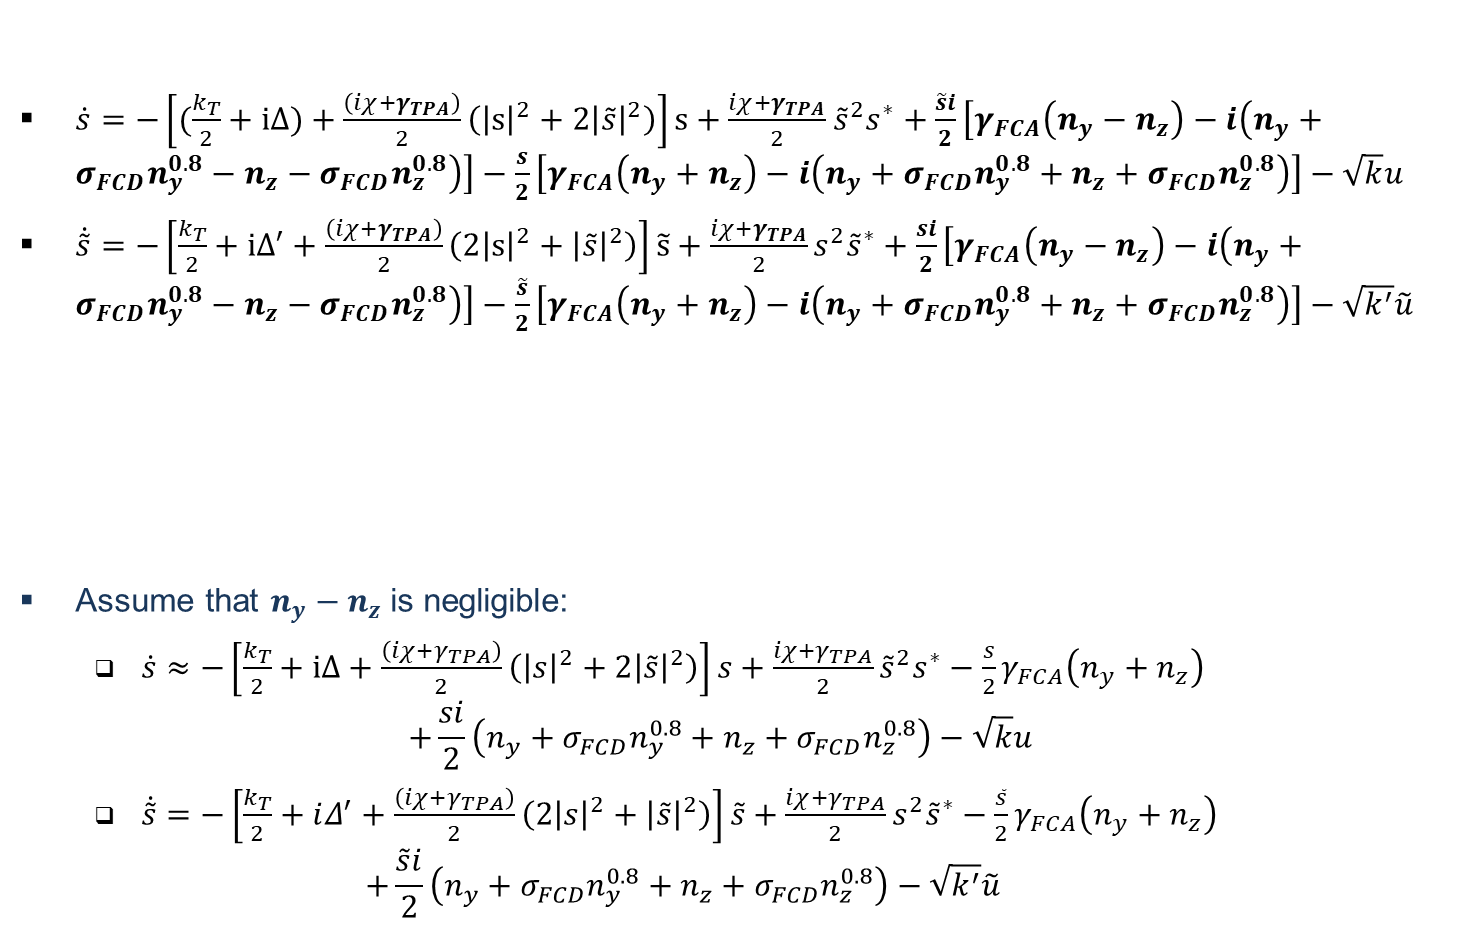 ▪ ṡ = −[(k_T/2 + iΔ) + (iχ+γ_TPA)/2 (|s|² + 2|s̃|²)] s + iχ+γ_TPA/2 s̃²s* + s̃i/2 [γ_FCA(n_y − n_z) − i(n_y +
σ_FCD n_y^0.8 − n_z − σ_FCD n_z^0.8)] − s/2 [γ_FCA(n_y + n_z) − i(n_y + σ_FCD n_y^0.8 + n_z + σ_FCD n_z^0.8)] − √k u
▪ s̃̇ = −[k_T/2 + iΔ′ + (iχ+γ_TPA)/2 (2|s|² + |s̃|²)] s̃ + iχ+γ_TPA/2 s²s̃* + si/2 [γ_FCA(n_y − n_z) − i(n_y +
σ_FCD n_y^0.8 − n_z − σ_FCD n_z^0.8)] − s̃/2 [γ_FCA(n_y + n_z) − i(n_y + σ_FCD n_y^0.8 + n_z + σ_FCD n_z^0.8)] − √k′ ũ
▪ Assume that n_y − n_z is negligible:
❑ ṡ ≈ −[k_T/2 + iΔ + (iχ+γ_TPA)/2 (|s|² + 2|s̃|²)] s + iχ+γ_TPA/2 s̃²s* − s/2 γ_FCA(n_y + n_z)
+ si/2 (n_y + σ_FCD n_y^0.8 + n_z + σ_FCD n_z^0.8) − √k u
❑ s̃̇ = −[k_T/2 + iΔ′ + (iχ+γ_TPA)/2 (2|s|² + |s̃|²)] s̃ + iχ+γ_TPA/2 s²s̃* − š/2 γ_FCA(n_y + n_z)
+ s̃i/2 (n_y + σ_FCD n_y^0.8 + n_z + σ_FCD n_z^0.8) − √k′ ũ